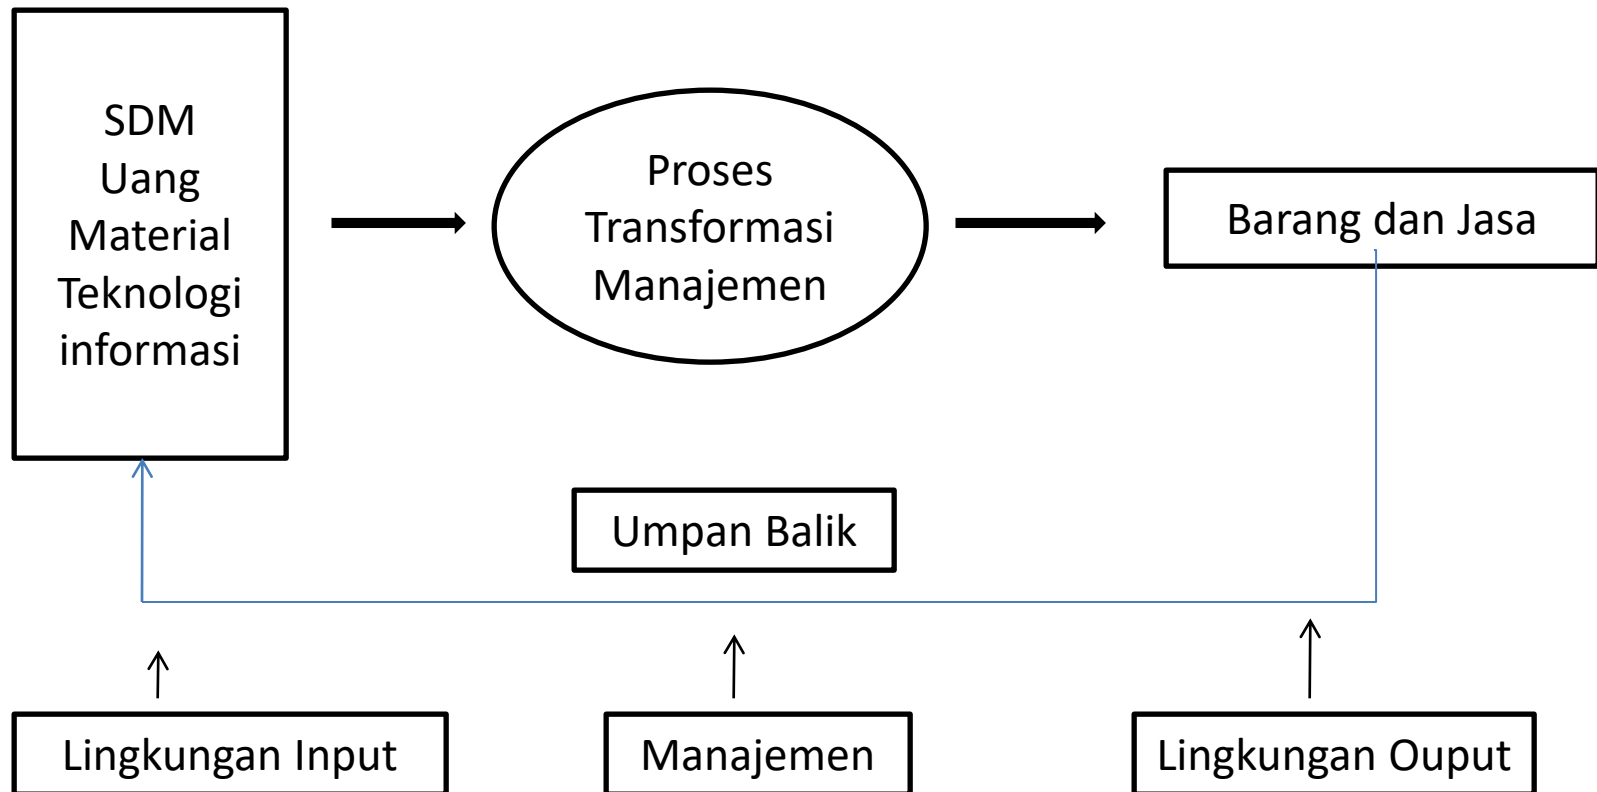 SDM
Uang
Material
Teknologi
informasi
Proses
Transformasi
Manajemen
Barang dan Jasa
Umpan Balik
Lingkungan Input
Manajemen
Lingkungan Ouput